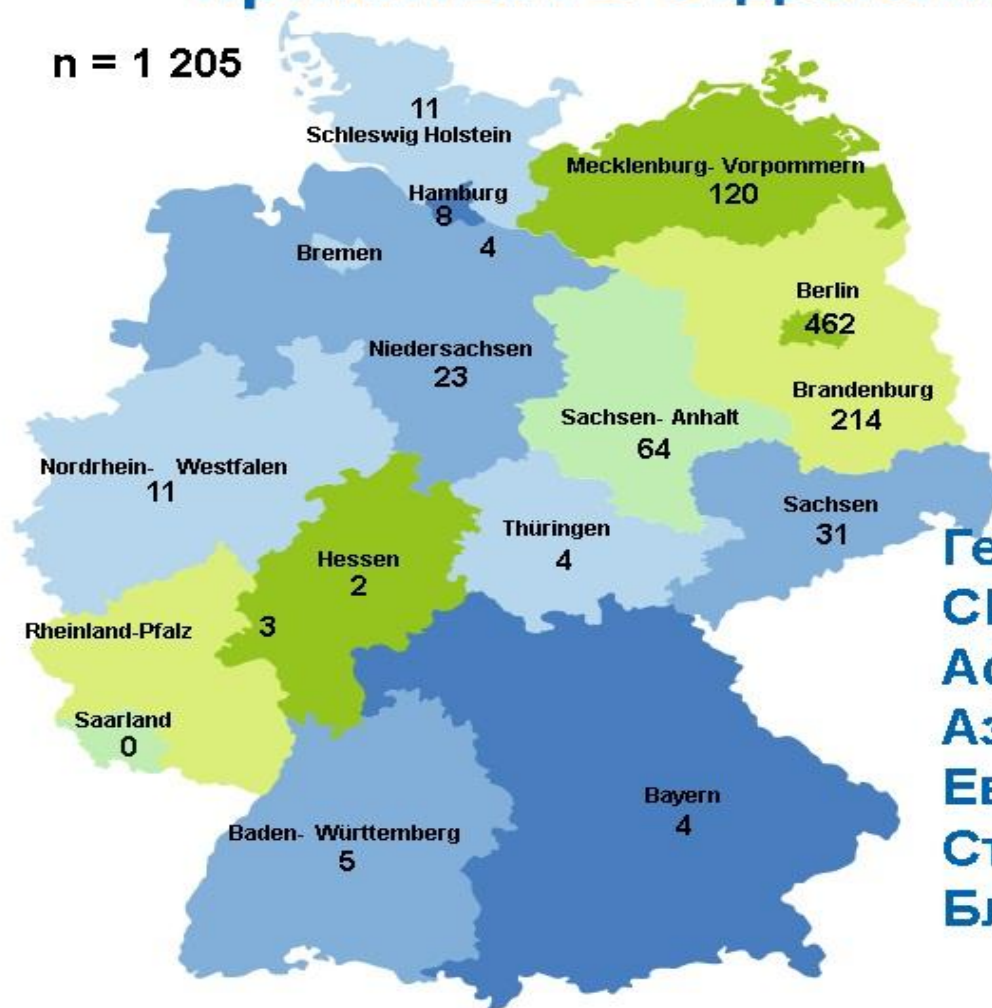 n = 1 205
11
Schleswig Holstein
Mecklenburg- Vorpommern
120
Hamburg
8
4
Bremen
Berlin
462
Niedersachsen
23
Brandenburg
214
Sachsen- Anhalt
64
Nordrhein- Westfalen
11
Sachsen
31
Thüringen
4
Hessen
2
3
Rheinland-Pfalz
Saarland
0
Bayern
4
Baden- Württemberg
5